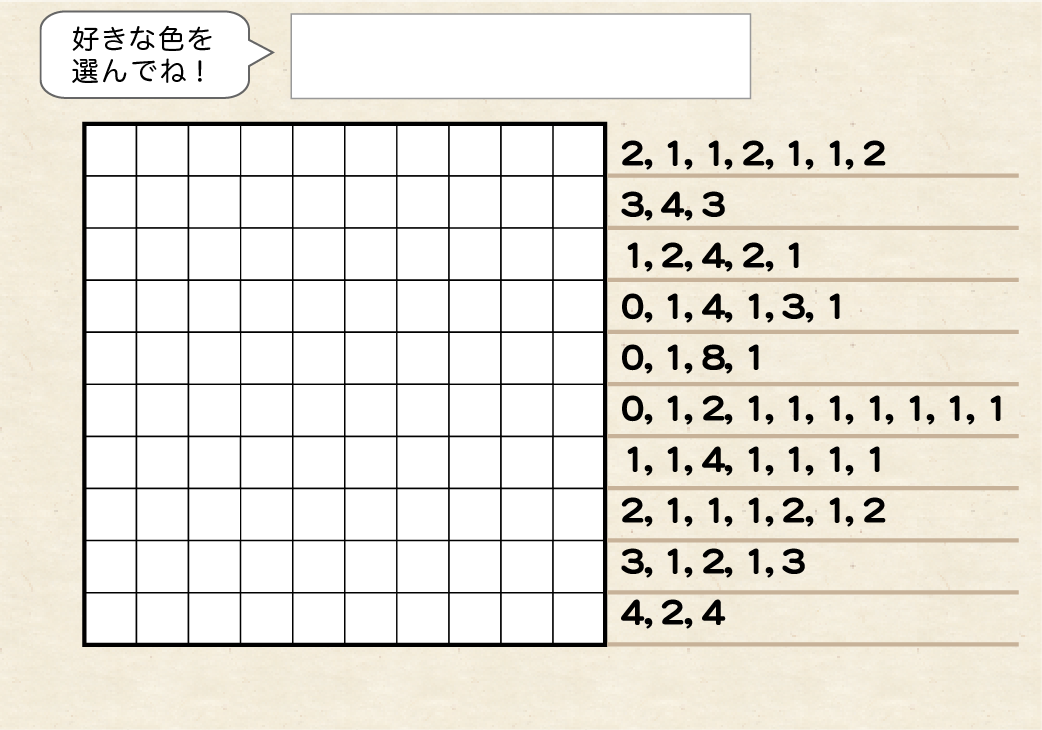 好きな色を
選んでね！
2, 1, 1, 2, 1, 1, 2
3, 4, 3
1, 2, 4, 2, 1
0, 1, 4, 1, 3, 1
0, 1, 8, 1
0, 1, 2, 1, 1, 1, 1, 1, 1, 1
1, 1, 4, 1, 1, 1, 1
2, 1, 1, 1, 2, 1, 2
3, 1, 2, 1, 3
4, 2, 4